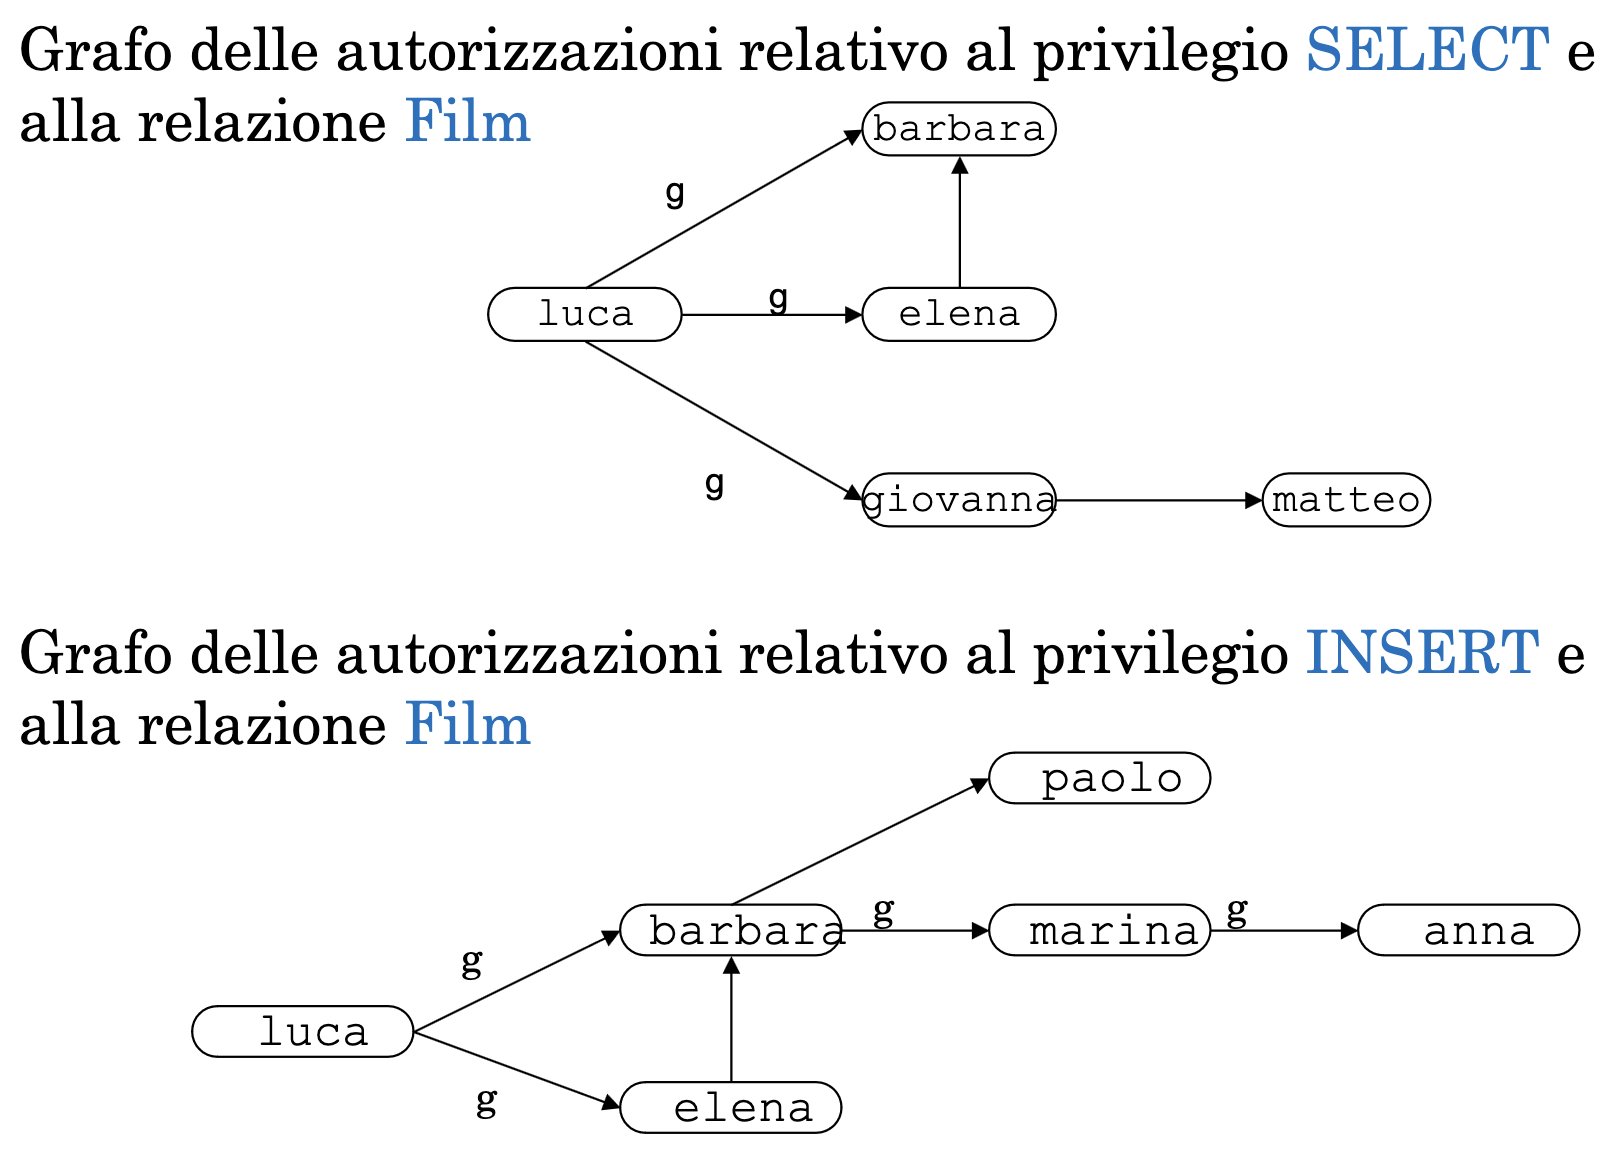 Grafo delle autorizzazioni relativo al privilegio SELECT e
alla relazione Film
barbara
g
g
luca
elena
g
giovanna
matteo
Grafo delle autorizzazioni relativo al privilegio INSERT e
alla relazione Film
paolo
g
g
barbara
marina
anna
g
luca
g
elena